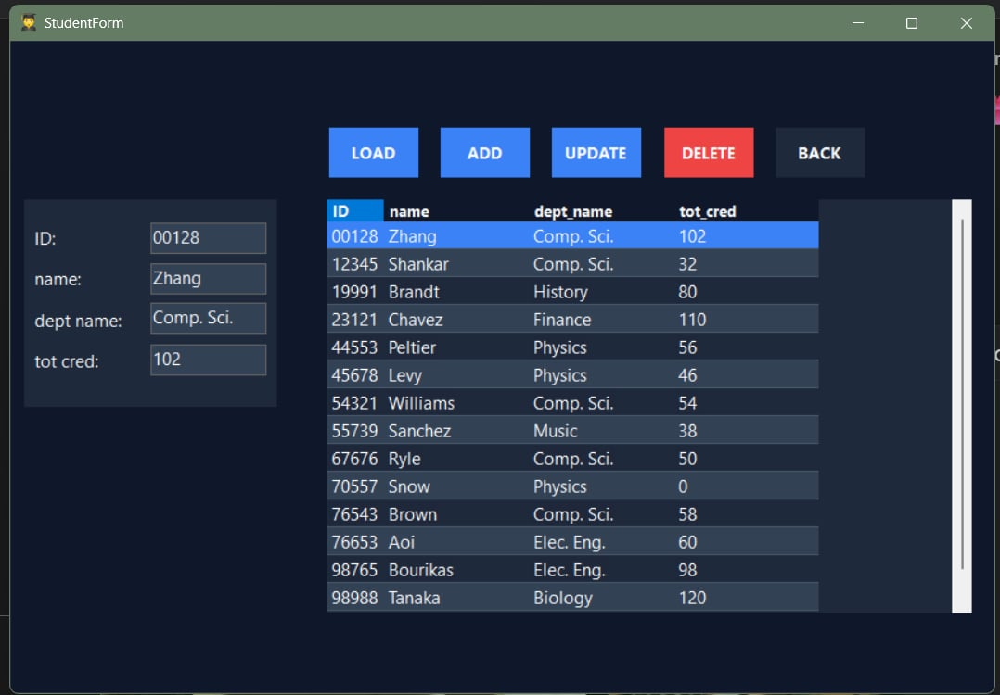 StudentForm
LOAD ADD UPDATE DELETE BACK
ID: 00128
name: Zhang
dept name: Comp. Sci.
tot cred: 102
ID name dept_name tot_cred
00128 Zhang Comp. Sci. 102
12345 Shankar Comp. Sci. 32
19991 Brandt History 80
23121 Chavez Finance 110
44553 Peltier Physics 56
45678 Levy Physics 46
54321 Williams Comp. Sci. 54
55739 Sanchez Music 38
67676 Ryle Comp. Sci. 50
70557 Snow Physics 0
76543 Brown Comp. Sci. 58
76653 Aoi Elec. Eng. 60
98765 Bourikas Elec. Eng. 98
98988 Tanaka Biology 120